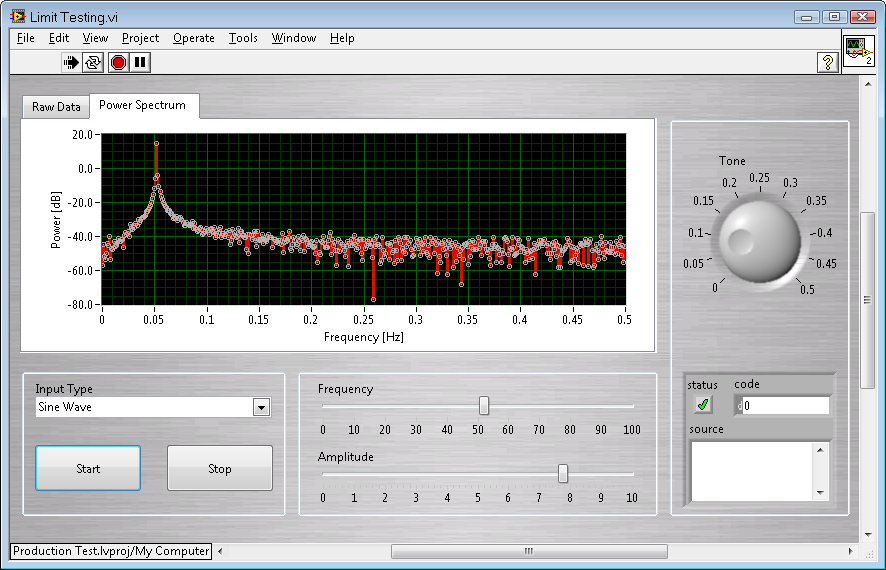 Limit Testing.vi
File Edit View Project Operate Tools Window Help
?
2
Raw Data Power Spectrum
20.0
0.0
-20.0
-40.0
-60.0
-80.0
Power [dB]
0 0.05 0.1 0.15 0.2 0.25 0.3 0.35 0.4 0.45 0.5
Frequency [Hz]
Tone
0 0.05 0.1 0.15 0.2 0.25 0.3 0.35 0.4 0.45 0.5
Input Type
Sine Wave
Start Stop
Frequency
0 10 20 30 40 50 60 70 80 90 100
Amplitude
0 1 2 3 4 5 6 7 8 9 10
status code
d 0
source
Production Test.lvproj/My Computer